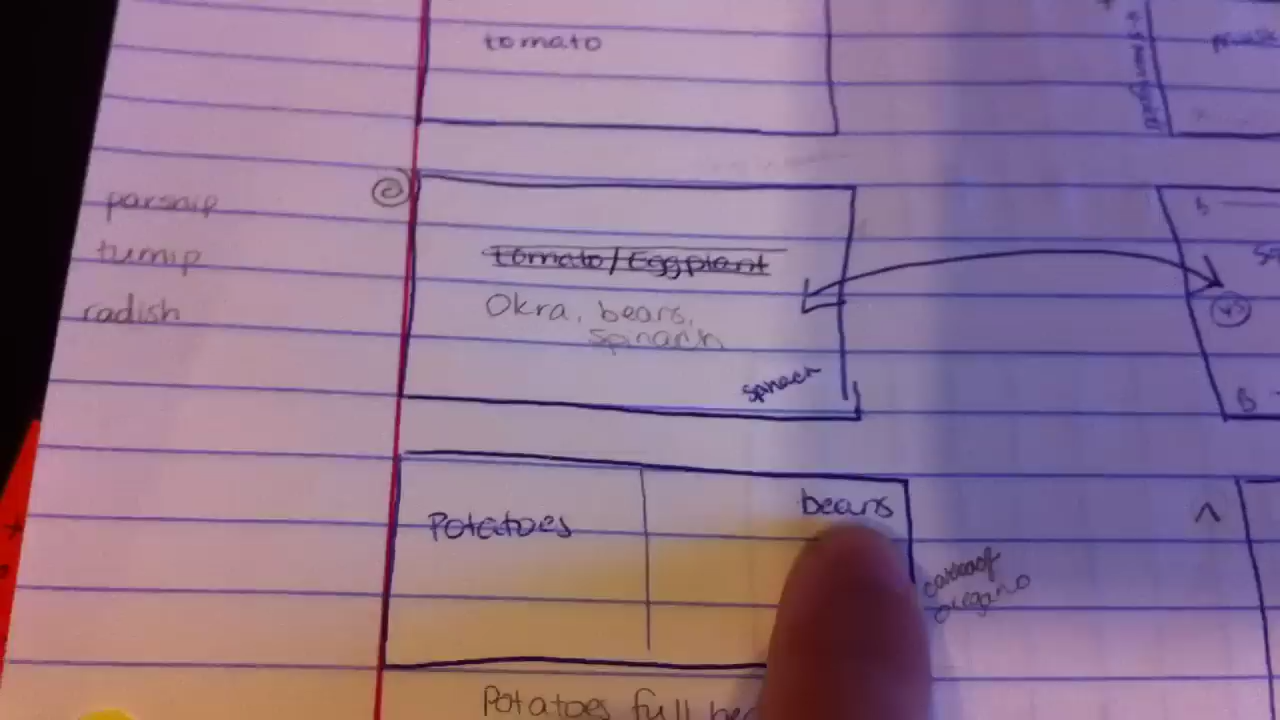 tomato
parsnip
turnip
radish
Tomato/Eggplant
Okra, beans,
Spinach
spinach
B
Potatoes
beans
oregano
Potatoes full